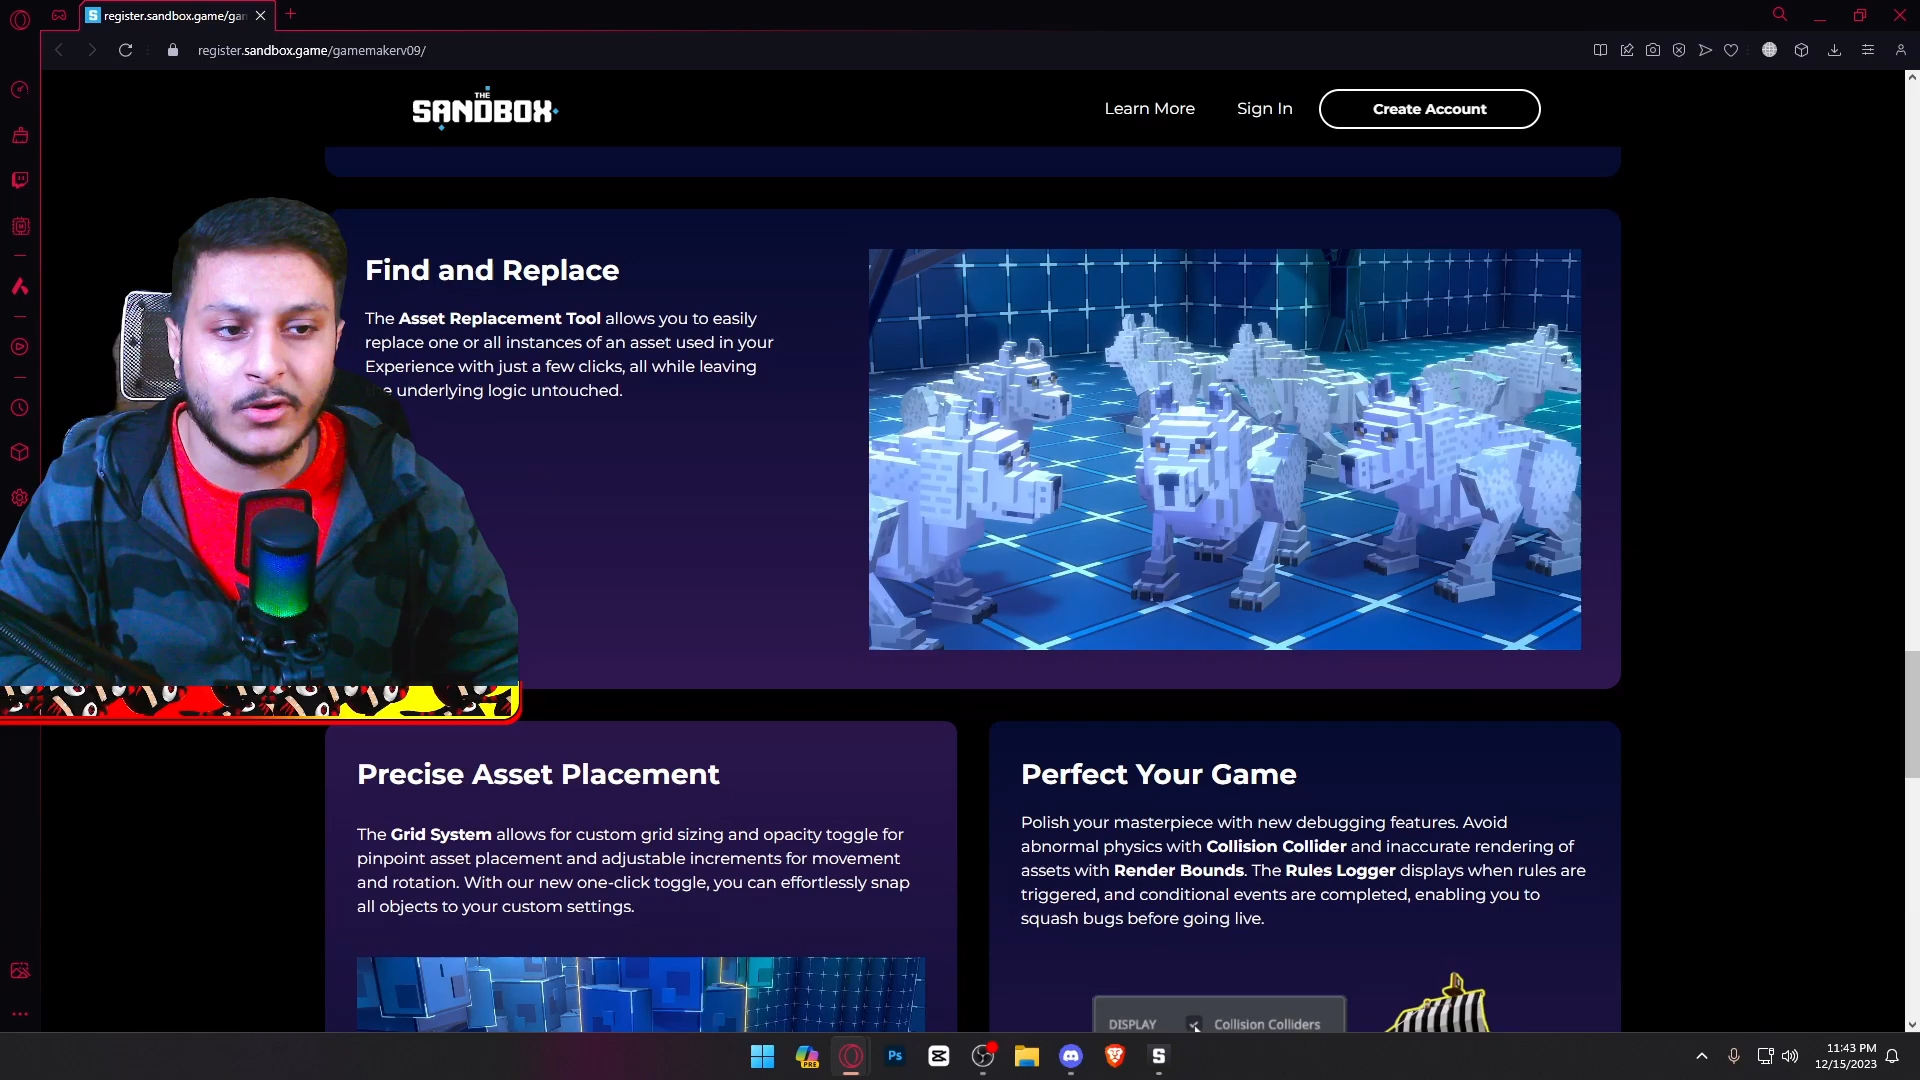 register.sandbox.game/gam
register.sandbox.game/gamemakerv09/
THE
SANDBOX
Learn More
Sign In
Create Account
Find and Replace
The Asset Replacement Tool allows you to easily
replace one or all instances of an asset used in your
Experience with just a few clicks, all while leaving
the underlying logic untouched.
Precise Asset Placement
The Grid System allows for custom grid sizing and opacity toggle for
pinpoint asset placement and adjustable increments for movement
and rotation. With our new one-click toggle, you can effortlessly snap
all objects to your custom settings.
Perfect Your Game
Polish your masterpiece with new debugging features. Avoid
abnormal physics with Collision Collider and inaccurate rendering of
assets with Render Bounds. The Rules Logger displays when rules are
triggered, and conditional events are completed, enabling you to
squash bugs before going live.
DISPLAY
Collision Colliders
PRE
Ps
S
11:43 PM
12/15/2023